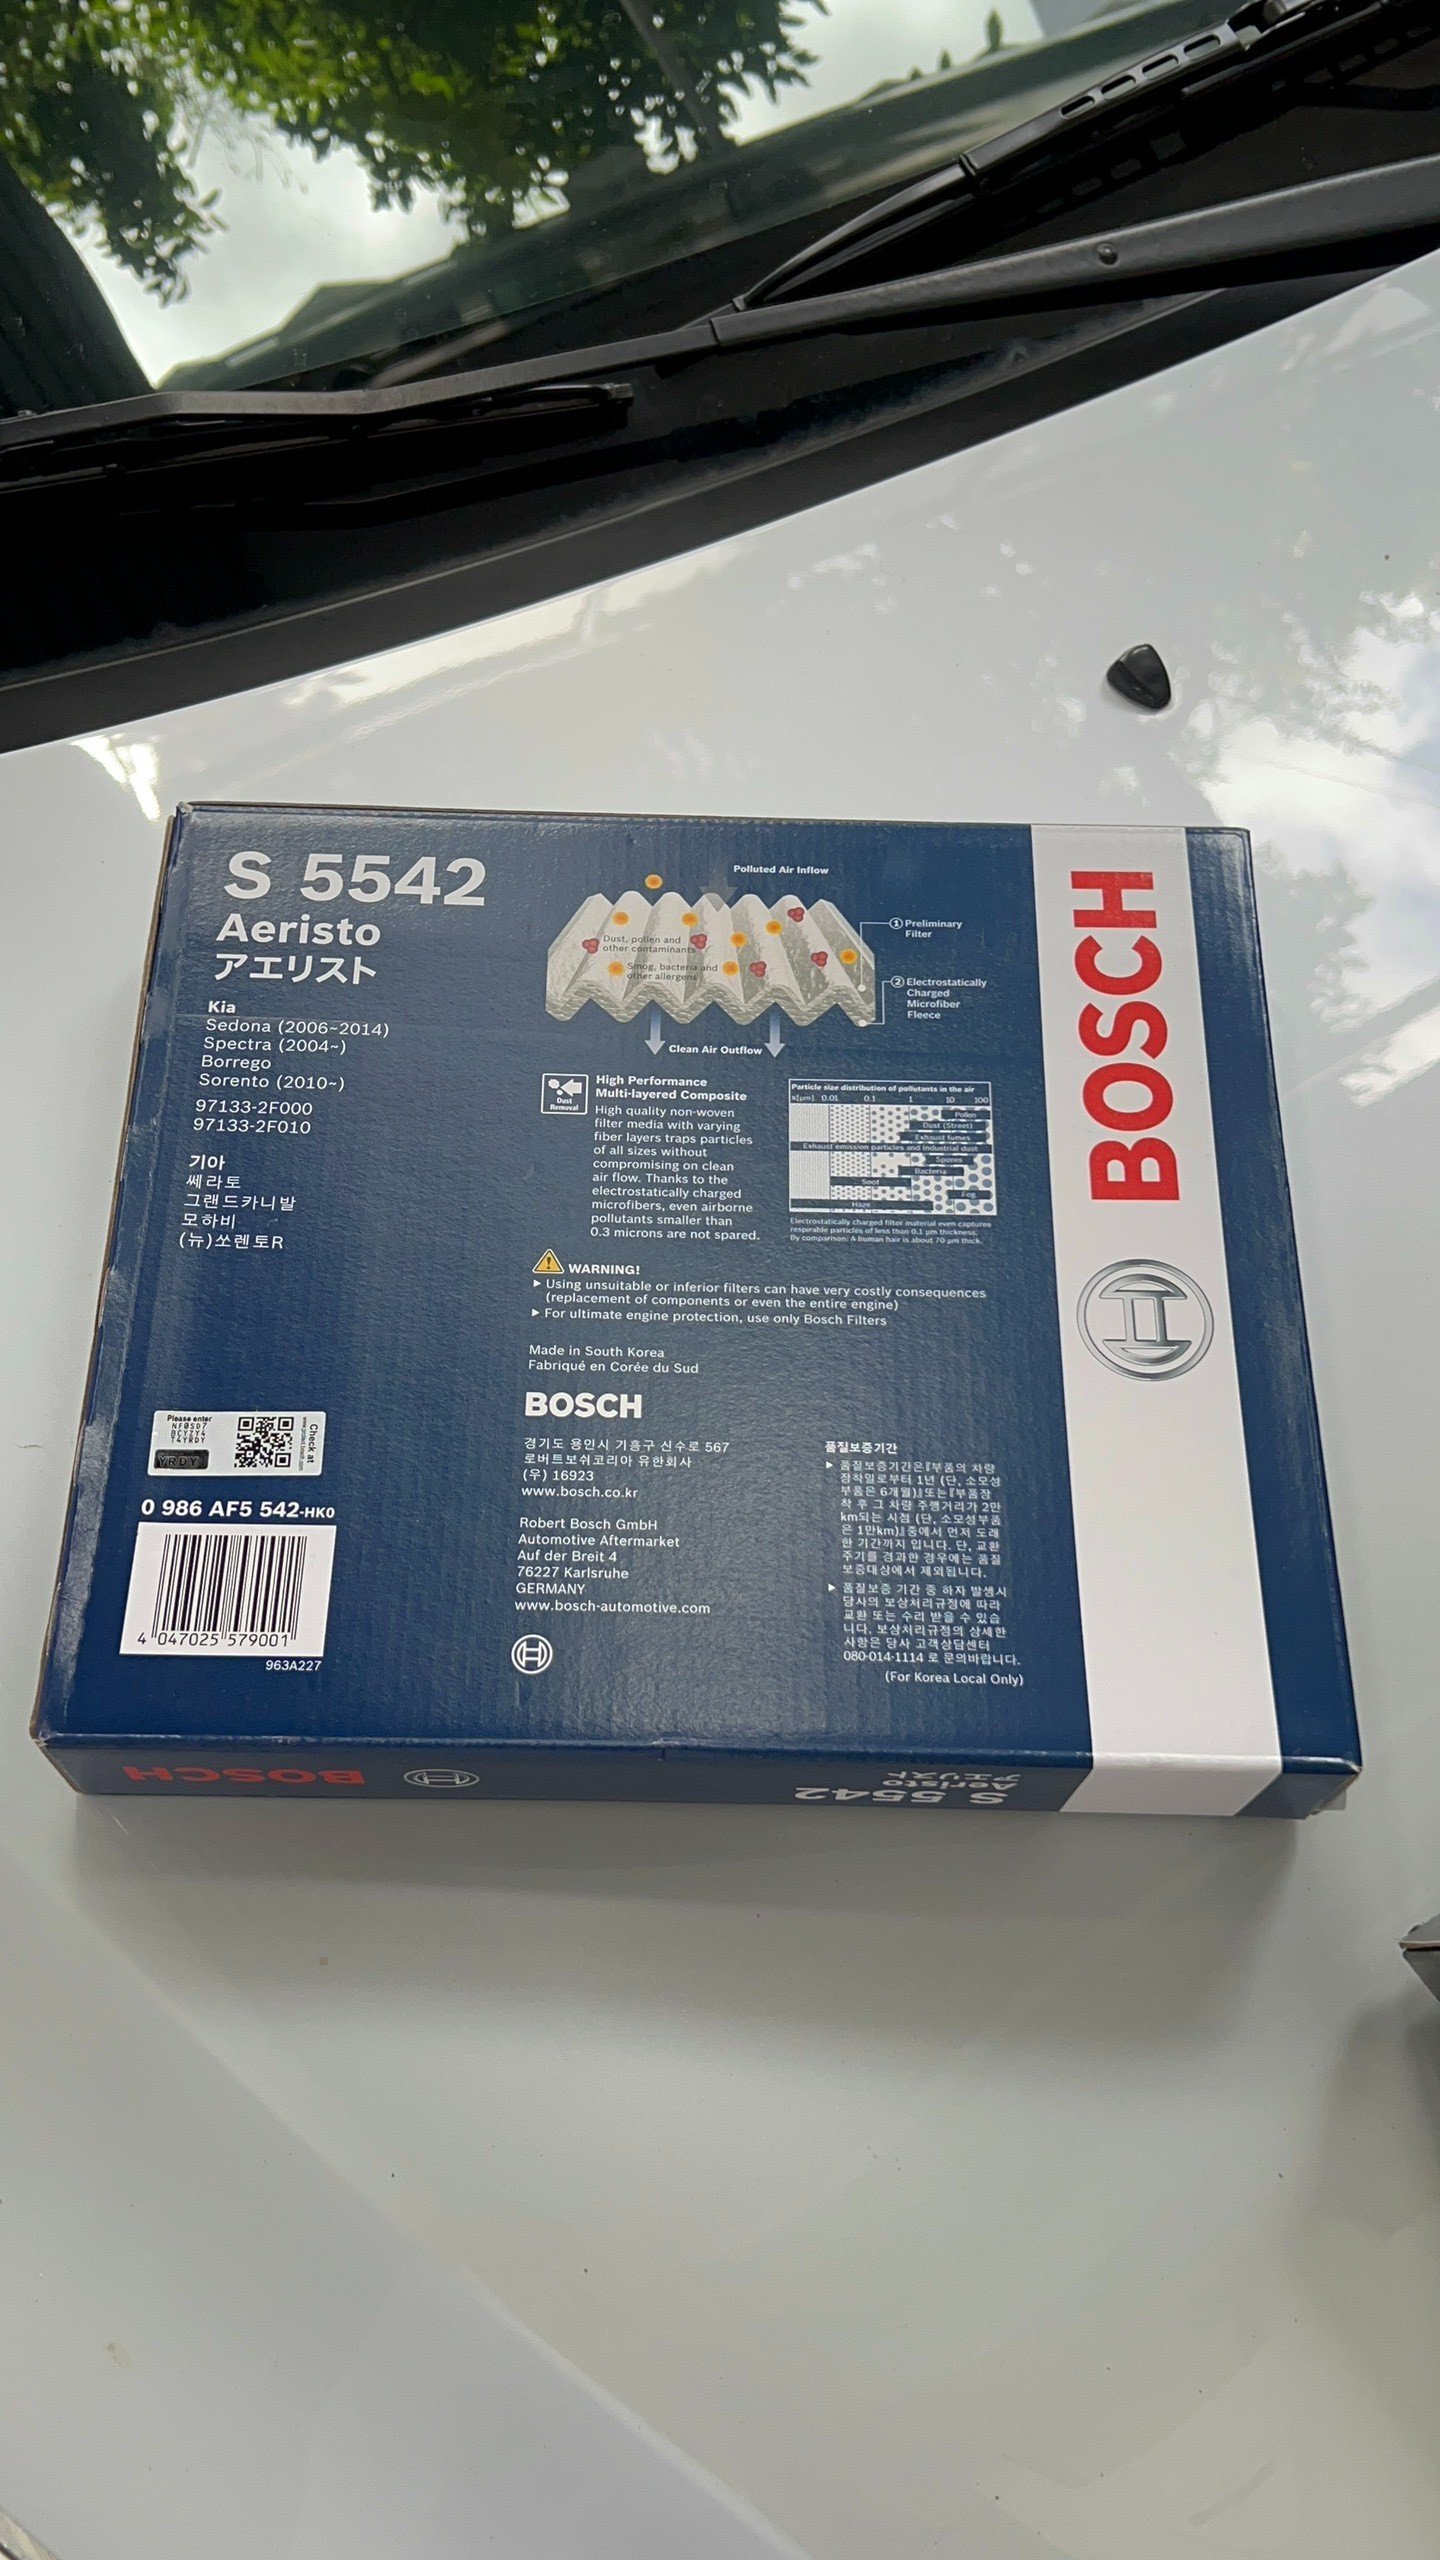 S 5542
Aeristo
アエリスト
Kia
Sedona (2006~2014)
Spectra (2004~)
Borrego
Sorento (2010~)
97133-2F000
97133-2F010
기아
쎄라토
그랜드카니발
모하비
(뉴)쏘렌토R
Polluted Air Inflow
Dust, pollen and
other contaminants
Smog, bacteria and
other allergens
① Preliminary
Filter
② Electrostatically
Charged
Microfiber
Fleece
Clean Air Outflow
Dust
Removal
High Performance
Multi-layered Composite
High quality non-woven
filter media with varying
fiber layers traps particles
of all sizes without
compromising on clean
air flow. Thanks to the
electrostatically charged
microfibers, even airborne
pollutants smaller than
0.3 microns are not spared.
Particle size distribution of pollutants in the air
0.01 0.1 1 10 100
Pollen
Dust (Street)
Exhaust fumes
Exhaust emission particles and Industrial dust
Spores
Bacteria
Soot
Fog
Haze
Electrostatically charged filter material even captures
respirable particles of less than 0.1 µm thickness.
By comparison: A human hair is about 70 µm thick.
WARNING!
▶ Using unsuitable or inferior filters can have very costly consequences
(replacement of components or even the entire engine)
▶ For ultimate engine protection, use only Bosch Filters
Made in South Korea
Fabriqué en Corée du Sud
BOSCH
경기도 용인시 기흥구 신수로 567
로버트보쉬코리아 유한회사
(우) 16923
www.bosch.co.kr
Robert Bosch GmbH
Automotive Aftermarket
Auf der Breit 4
76227 Karlsruhe
GERMANY
www.bosch-automotive.com
품질보증기간
▶ 품질보증기간은『부품의 차량
장착일로부터 1년 (단, 소모성
부품은 6개월)』또는『부품장
착 후 그 차량 주행거리가 2만
km되는 시점 (단, 소모성부품
은 1만km)』중에서 먼저 도래
한 기간까지 입니다. 단, 교환
주기를 경과한 경우에는 품질
보증대상에서 제외됩니다.
▶ 품질보증 기간 중 하자 발생시
당사의 보상처리규정에 따라
교환 또는 수리 받을 수 있습
니다. 보상처리규정의 상세한
사항은 당사 고객상담센터
080-014-1114 로 문의바랍니다.
(For Korea Local Only)
Please enter
NF0SD7
BCYZY4
T4YRDY
YRDY
Check at
0 986 AF5 542-HK0
4 047025 579001
963A227
BOSCH
BOSCH
S 5542
Aeristo
アエリスト